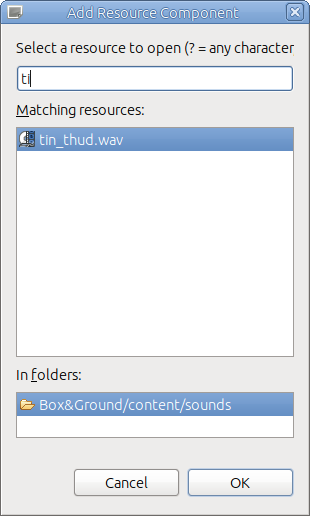 Add Resource Component
Select a resource to open (? = any character
ti
Matching resources:
tin_thud.wav
In folders:
Box&Ground/content/sounds
Cancel
OK